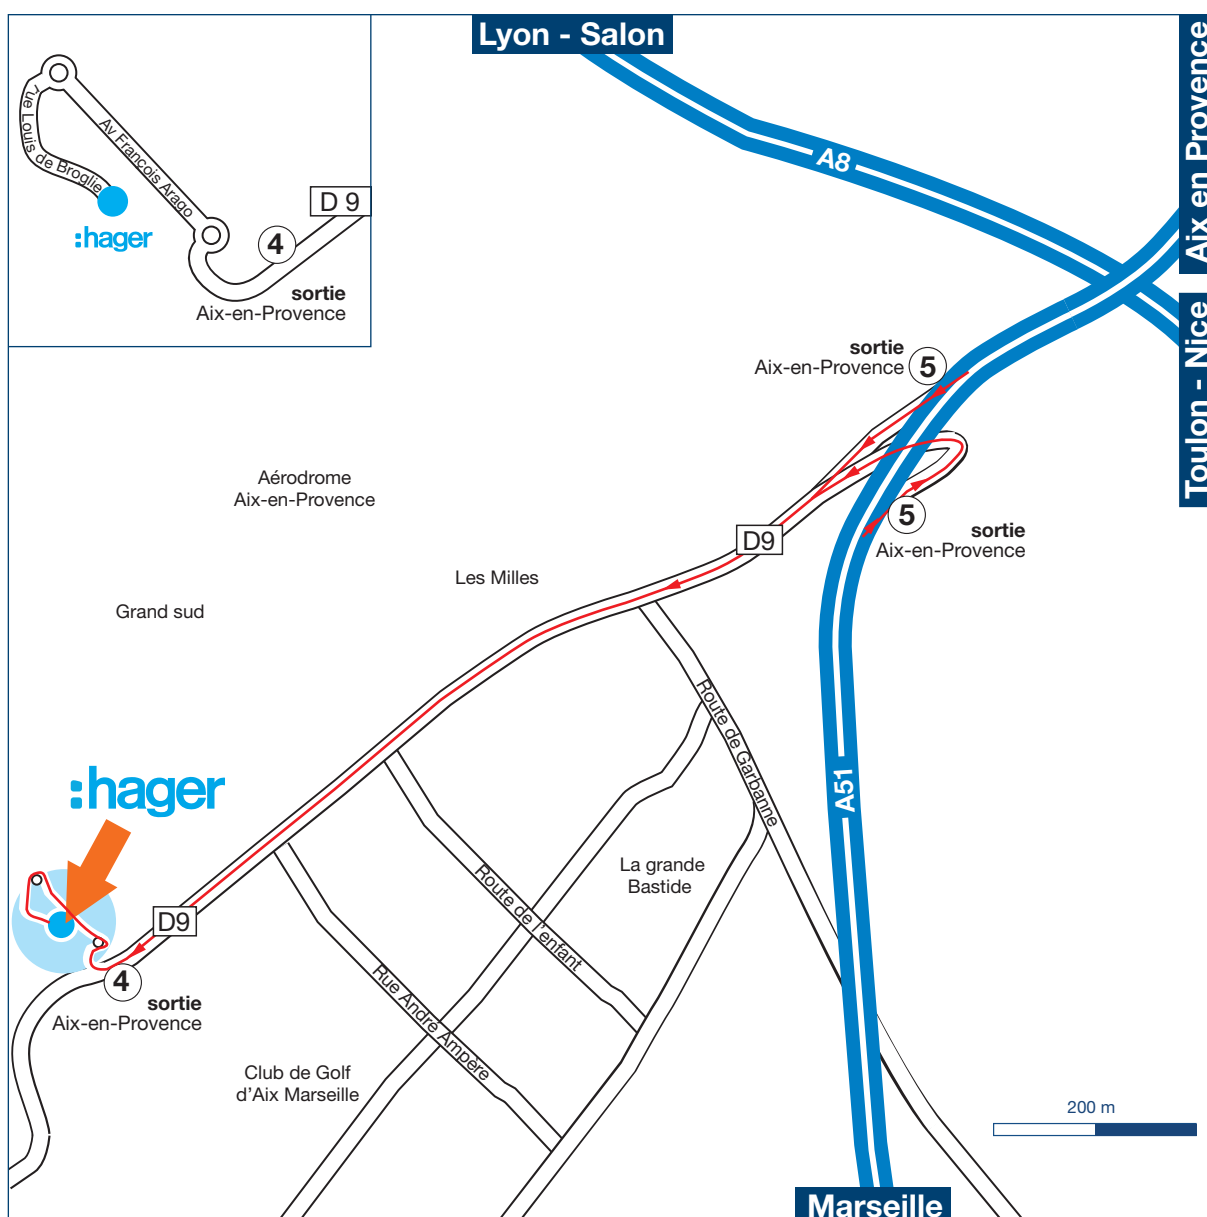 Lyon - Salon
Aix en Provence
Toulon - Nice
rue Louis de Broglie
Av François Arago
D 9
:hager
4
sortie
Aix-en-Provence
A8
sortie
Aix-en-Provence
5
Aérodrome
Aix-en-Provence
5
sortie
Aix-en-Provence
D9
Les Milles
Grand sud
Route de Garbanne
A51
:hager
La grande
Bastide
Route de l'enfant
D9
4
sortie
Aix-en-Provence
Rue André Ampère
Club de Golf
d'Aix Marseille
200 m
Marseille